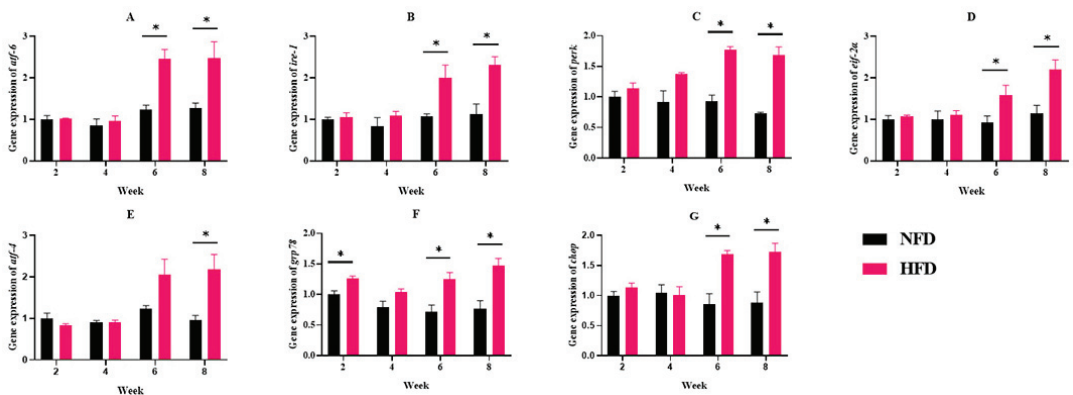 A
Gene expression of atf-6
3
2
1
0
*
*
2 4 6 8
Week
B
Gene expression of ire-1
3
2
1
0
*
*
2 4 6 8
Week
C
Gene expression of perk
2.0
1.5
1.0
0.5
0.0
*
*
2 4 6 8
Week
D
Gene expression of eif-2α
3
2
1
0
*
*
2 4 6 8
Week
E
Gene expression of atf-4
3
2
1
0
*
2 4 6 8
Week
F
Gene expression of grp78
2.0
1.5
1.0
0.5
0.0
*
*
*
2 4 6 8
Week
G
Gene expression of chop
2.0
1.5
1.0
0.5
0.0
*
*
2 4 6 8
Week
NFD
HFD